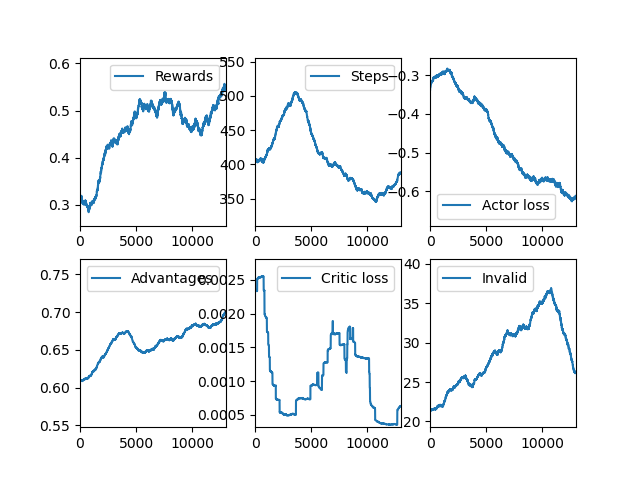 Rewards
0.6
0.5
0.4
0.3
0 5000 10000
Steps
550
500
450
400
350
0 5000 10000
Actor loss
−0.3
−0.4
−0.5
−0.6
0 5000 10000
Advantages
0.75
0.70
0.65
0.60
0.55
0 5000 10000
Critic loss
0.0025
0.0015
0.0010
0.0005
0 5000 10000
Invalid
40
35
30
25
20
0 5000 10000